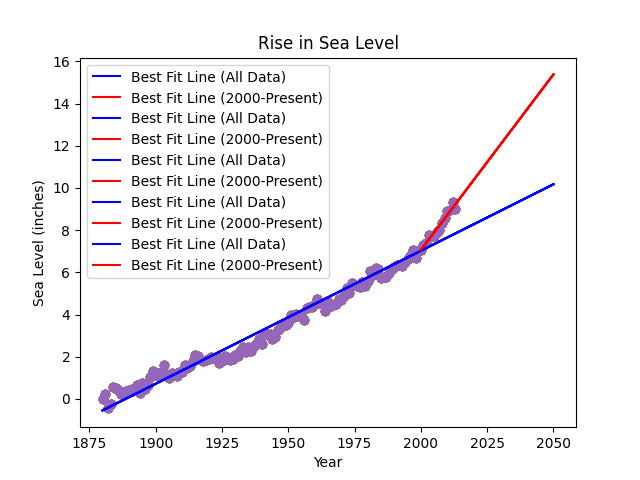 Rise in Sea Level
16
14
12
10
8
6
4
2
0
Sea Level (inches)
Best Fit Line (All Data)
Best Fit Line (2000-Present)
Best Fit Line (All Data)
Best Fit Line (2000-Present)
Best Fit Line (All Data)
Best Fit Line (2000-Present)
Best Fit Line (All Data)
Best Fit Line (2000-Present)
Best Fit Line (All Data)
Best Fit Line (2000-Present)
1875 1900 1925 1950 1975 2000 2025 2050
Year